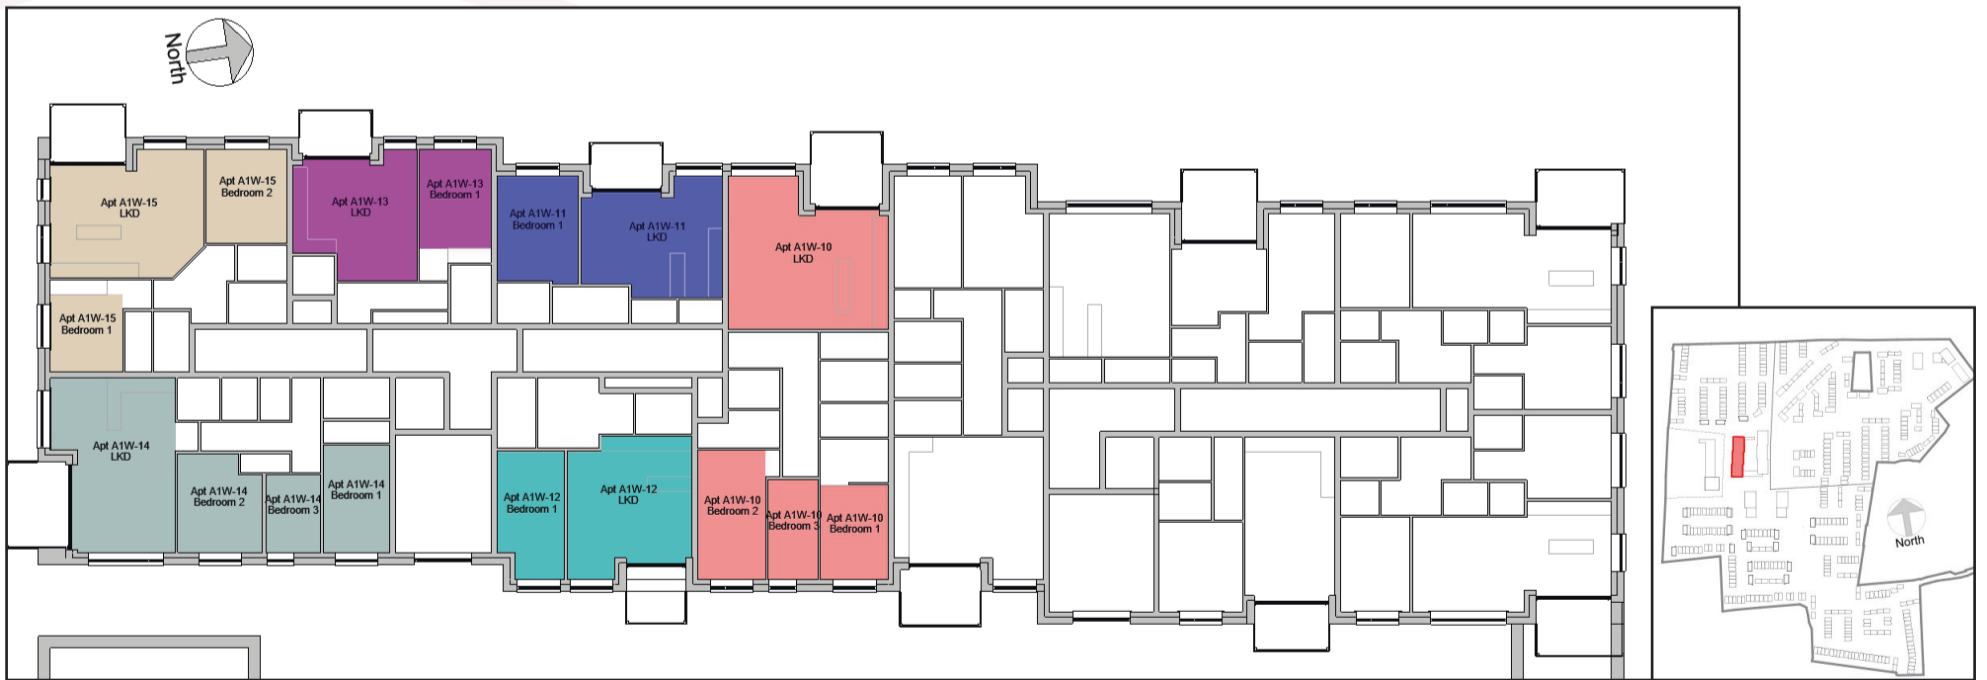 North
Apt A1W-15
LKD
Apt A1W-15
Bedroom 2
Apt A1W-13
LKD
Apt A1W-13
Bedroom 1
Apt A1W-11
Bedroom 1
Apt A1W-11
LKD
Apt A1W-10
LKD
Apt A1W-15
Bedroom 1
Apt A1W-14
LKD
Apt A1W-14
Bedroom 2
Apt A1W-14
Bedroom 3
Apt A1W-14
Bedroom 1
Apt A1W-12
Bedroom 1
Apt A1W-12
LKD
Apt A1W-10
Bedroom 2
Apt A1W-10
Bedroom 3
Apt A1W-10
Bedroom 1
North